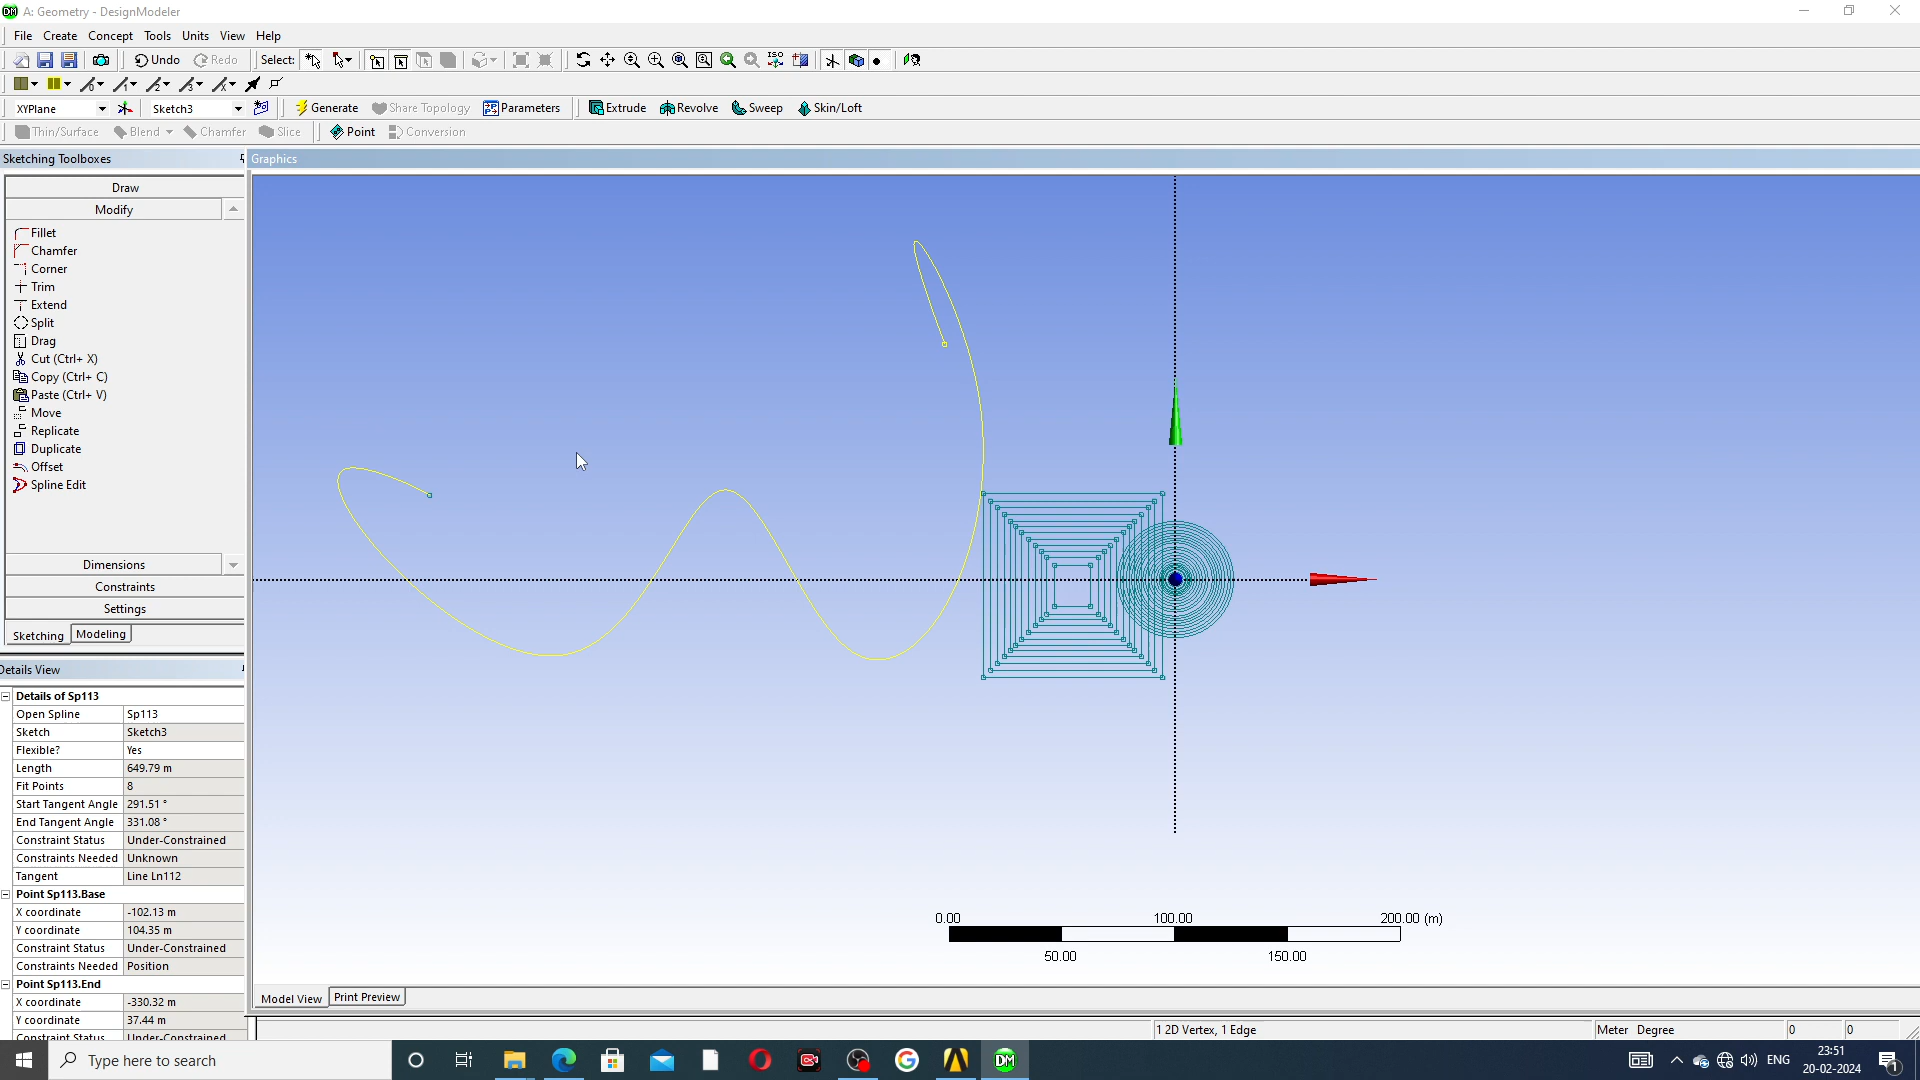 A: Geometry - DesignModeler
File Create Concept Tools Units View Help
Undo Redo Select:
XYPlane Sketch3 Generate Share Topology Parameters Extrude Revolve Sweep Skin/Loft
Thin/Surface Blend Chamfer Slice Point Conversion
Sketching Toolboxes
Graphics
Draw
Modify
Fillet
Chamfer
Corner
Trim
Extend
Split
Drag
Cut (Ctrl+ X)
Copy (Ctrl+ C)
Paste (Ctrl+ V)
Move
Replicate
Duplicate
Offset
Spline Edit
Dimensions
Constraints
Settings
Sketching Modeling
Details View
Details of Sp113
Open Spline Sp113
Sketch Sketch3
Flexible? Yes
Length 649.79 m
Fit Points 8
Start Tangent Angle 291.51 °
End Tangent Angle 331.08 °
Constraint Status Under-Constrained
Constraints Needed Unknown
Tangent Line Ln112
Point Sp113.Base
X coordinate -102.13 m
Y coordinate 104.35 m
Constraint Status Under-Constrained
Constraints Needed Position
Point Sp113.End
X coordinate -330.32 m
Y coordinate 37.44 m
Constraint Status Under-Constrained
0.00 100.00 200.00 (m)
50.00 150.00
Model View Print Preview
1 2D Vertex, 1 Edge
Meter Degree 0 0
Type here to search
DM
ENG
23:51
20-02-2024
1